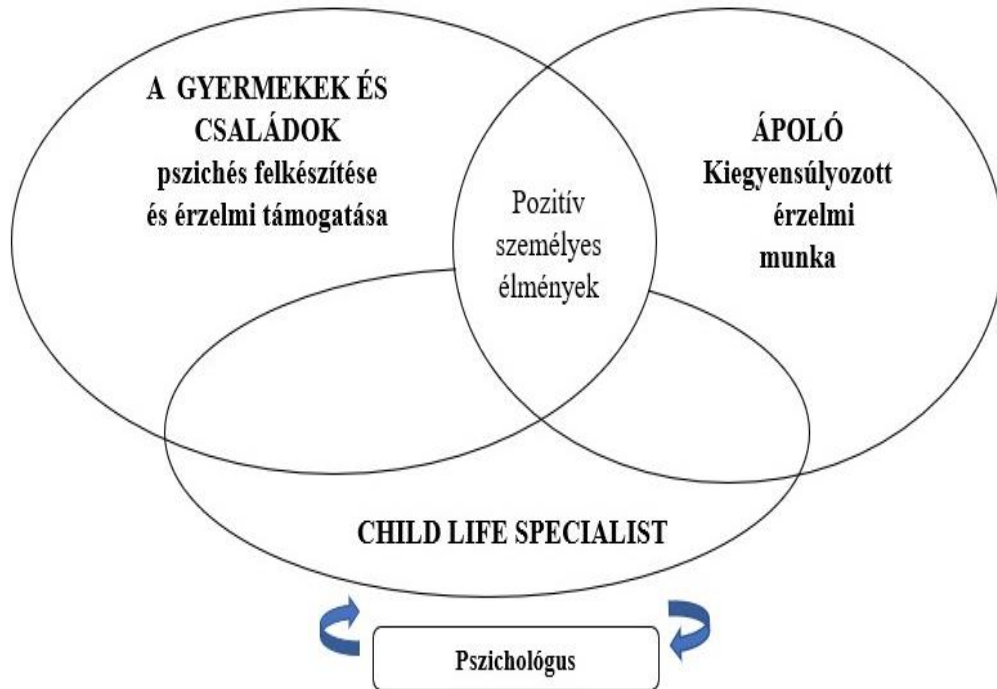 A GYERMEKEK ÉS
CSALÁDOK
pszichés felkészítése
és érzelmi támogatása
Pozitív
személyes
élmények
ÁPOLÓ
Kiegyensúlyozott
érzelmi
munka
CHILD LIFE SPECIALIST
Pszichológus